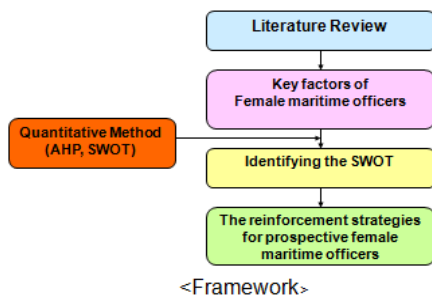 Literature Review
Key factors of
Female maritime officers
Quantitative Method
(AHP, SWOT)
Identifying the SWOT
The reinforcement strategies
for prospective female
maritime officers
<Framework>